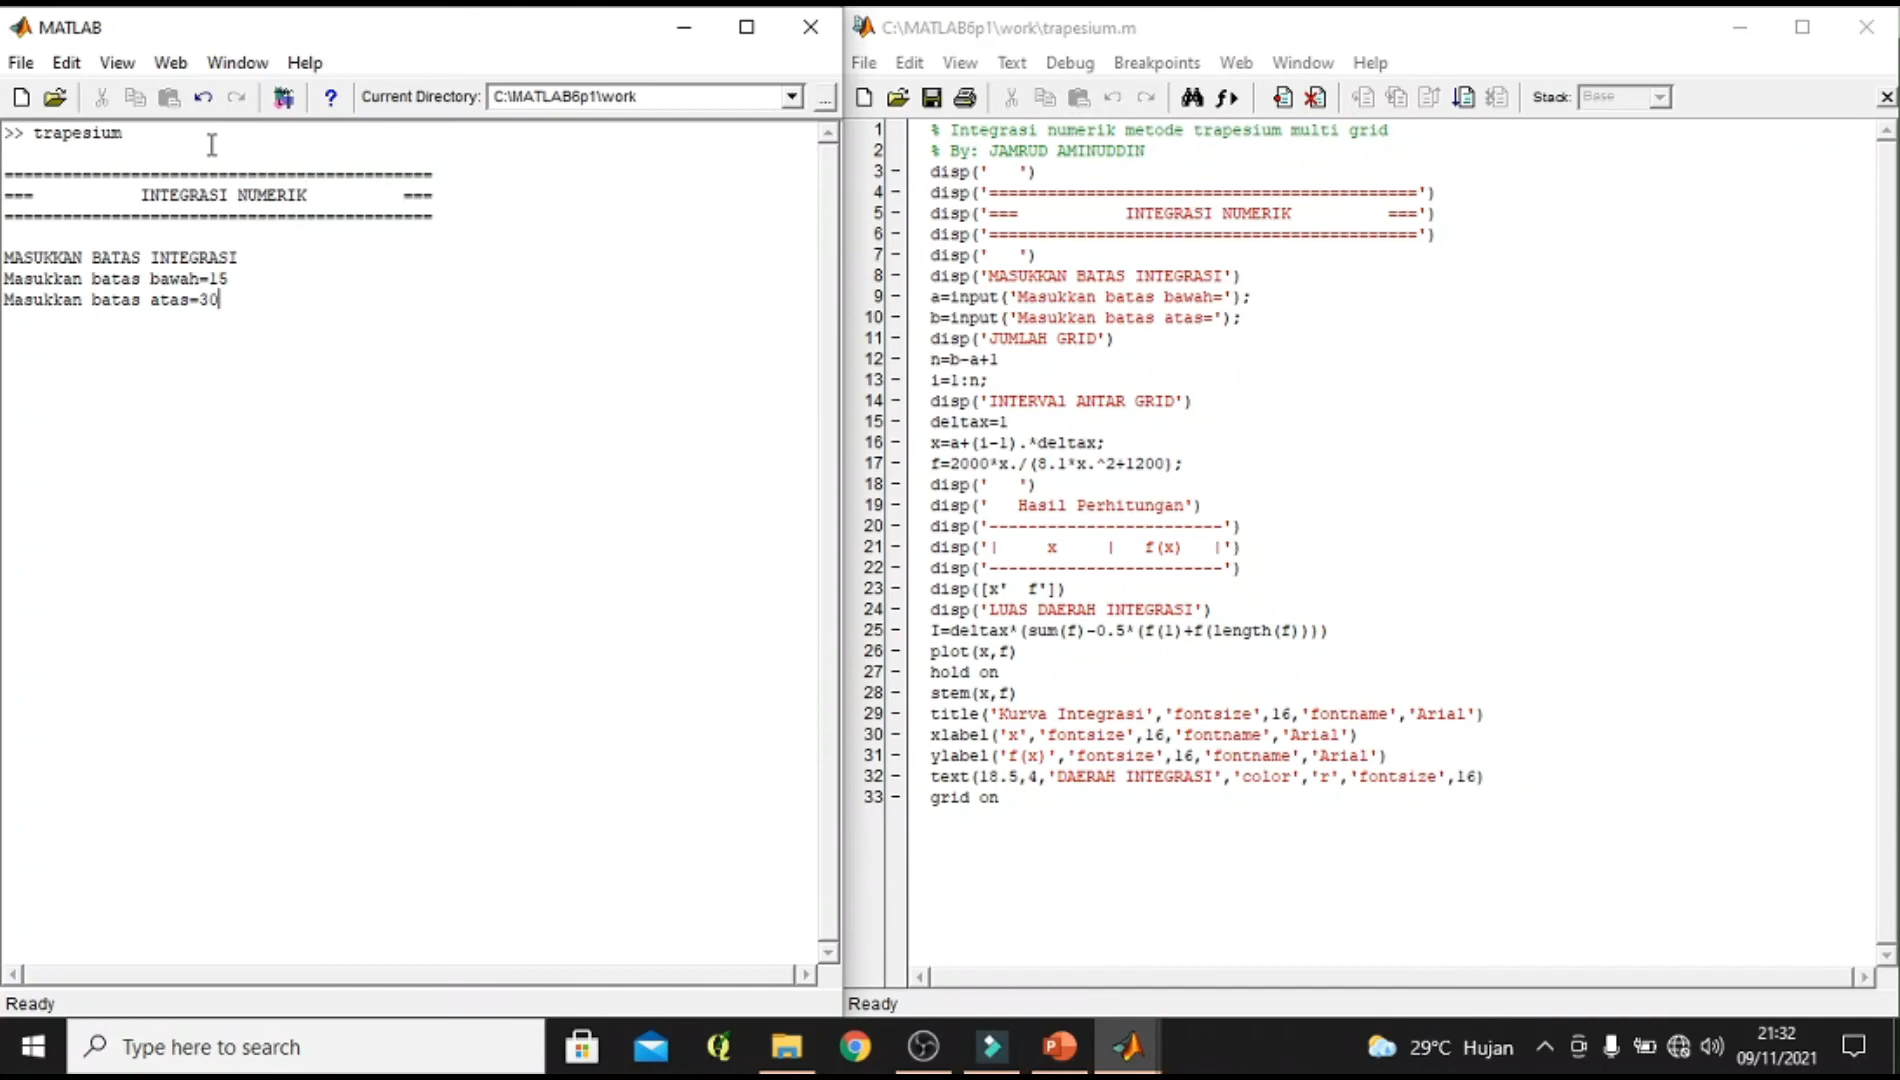 MATLAB
File Edit View Web Window Help
Current Directory: C:\MATLAB6p1\work
>> trapesium
============================================
=== INTEGRASI NUMERIK ===
============================================
MASUKKAN BATAS INTEGRASI
Masukkan batas bawah=15
Masukkan batas atas=30
Ready
C:\MATLAB6p1\work\trapesium.m
File Edit View Text Debug Breakpoints Web Window Help
Stack: Base
1 % Integrasi numerik metode trapesium multi grid
2 % By: JAMRUD AMINUDDIN
3 - disp('   ')
4 - disp('============================================')
5 - disp('===           INTEGRASI NUMERIK          ===')
6 - disp('============================================')
7 - disp('   ')
8 - disp('MASUKKAN BATAS INTEGRASI')
9 - a=input('Masukkan batas bawah=');
10 - b=input('Masukkan batas atas=');
11 - disp('JUMLAH GRID')
12 - n=b-a+1
13 - i=1:n;
14 - disp('INTERVAl ANTAR GRID')
15 - deltax=1
16 - x=a+(i-1).*deltax;
17 - f=2000*x./(8.1*x.^2+1200);
18 - disp('   ')
19 - disp('   Hasil Perhitungan')
20 - disp('------------------------')
21 - disp('|     x     |   f(x)   |')
22 - disp('------------------------')
23 - disp([x'  f'])
24 - disp('LUAS DAERAH INTEGRASI')
25 - I=deltax*(sum(f)-0.5*(f(1)+f(length(f))))
26 - plot(x,f)
27 - hold on
28 - stem(x,f)
29 - title('Kurva Integrasi','fontsize',16,'fontname','Arial')
30 - xlabel('x','fontsize',16,'fontname','Arial')
31 - ylabel('f(x)','fontsize',16,'fontname','Arial')
32 - text(18.5,4,'DAERAH INTEGRASI','color','r','fontsize',16)
33 - grid on
Ready
Type here to search
29°C Hujan
21:32
09/11/2021